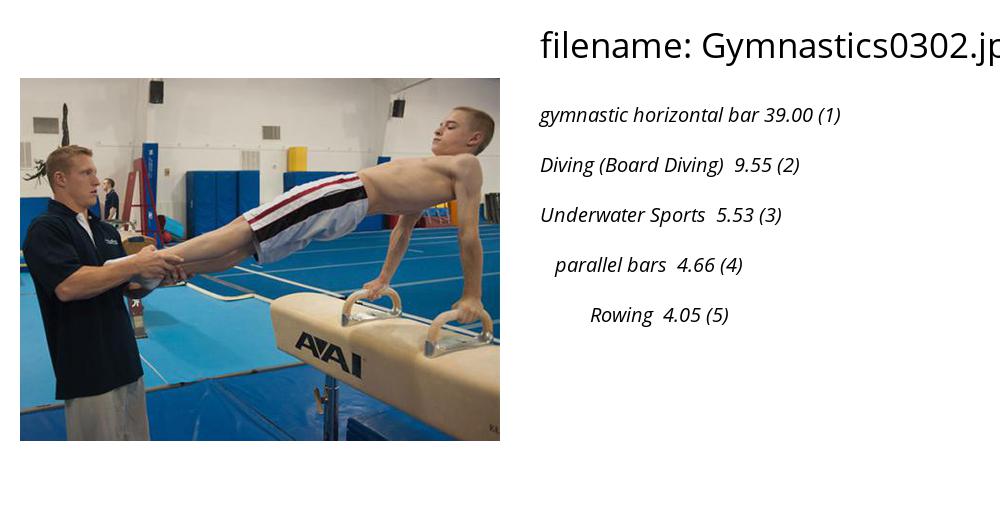 filename: Gymnastics0302.jp
gymnastic horizontal bar 39.00 (1)
Diving (Board Diving) 9.55 (2)
Underwater Sports 5.53 (3)
parallel bars 4.66 (4)
Rowing 4.05 (5)
AAI